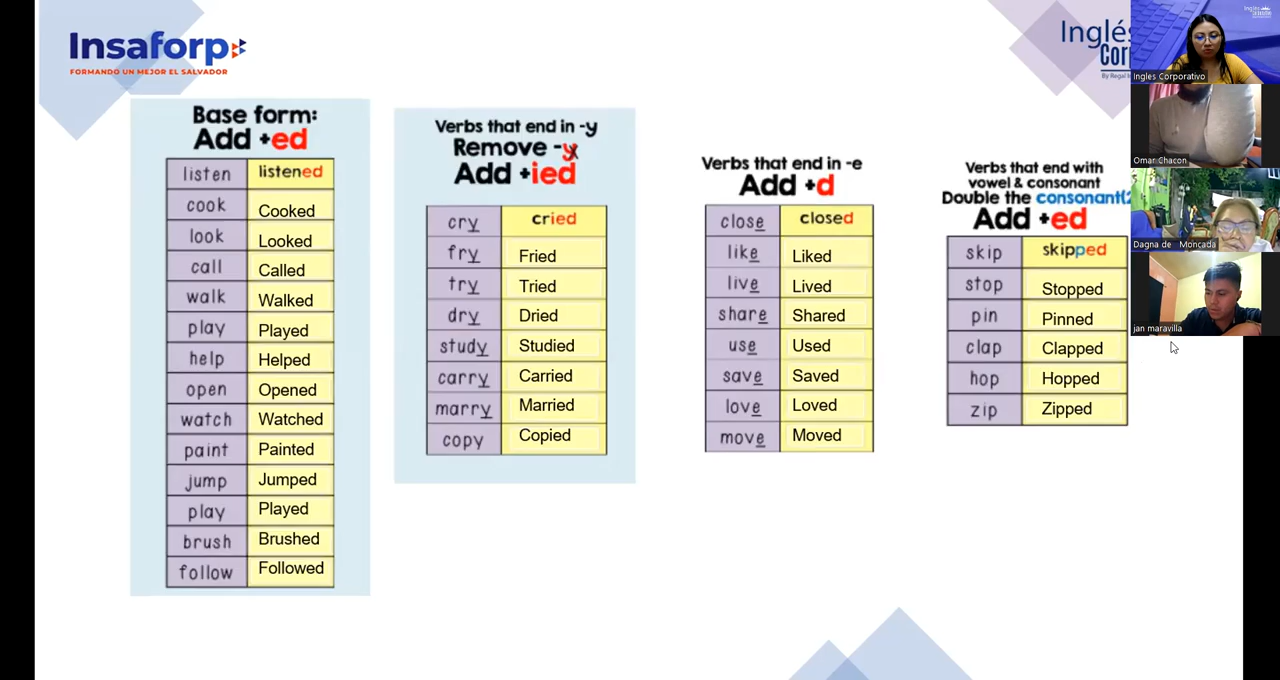 Insaforp
FORMANDO UN MEJOR EL SALVADOR
Base form:
Add +ed
listen listened
cook Cooked
look Looked
call Called
walk Walked
play Played
help Helped
open Opened
watch Watched
paint Painted
jump Jumped
play Played
brush Brushed
follow Followed
Verbs that end in -y
Remove -y
Add +ied
cry cried
fry Fried
try Tried
dry Dried
study Studied
carry Carried
marry Married
copy Copied
Verbs that end in -e
Add +d
close closed
like Liked
live Lived
share Shared
use Used
save Saved
love Loved
move Moved
Verbs that end with
vowel & consonant
Double the consonant(
Add +ed
skip skipped
stop Stopped
pin Pinned
clap Clapped
hop Hopped
zip Zipped
Inglés
Corp
By Regal
Ingles Corporativo
Omar Chacon
Dagna de Moncada
jan maravilla